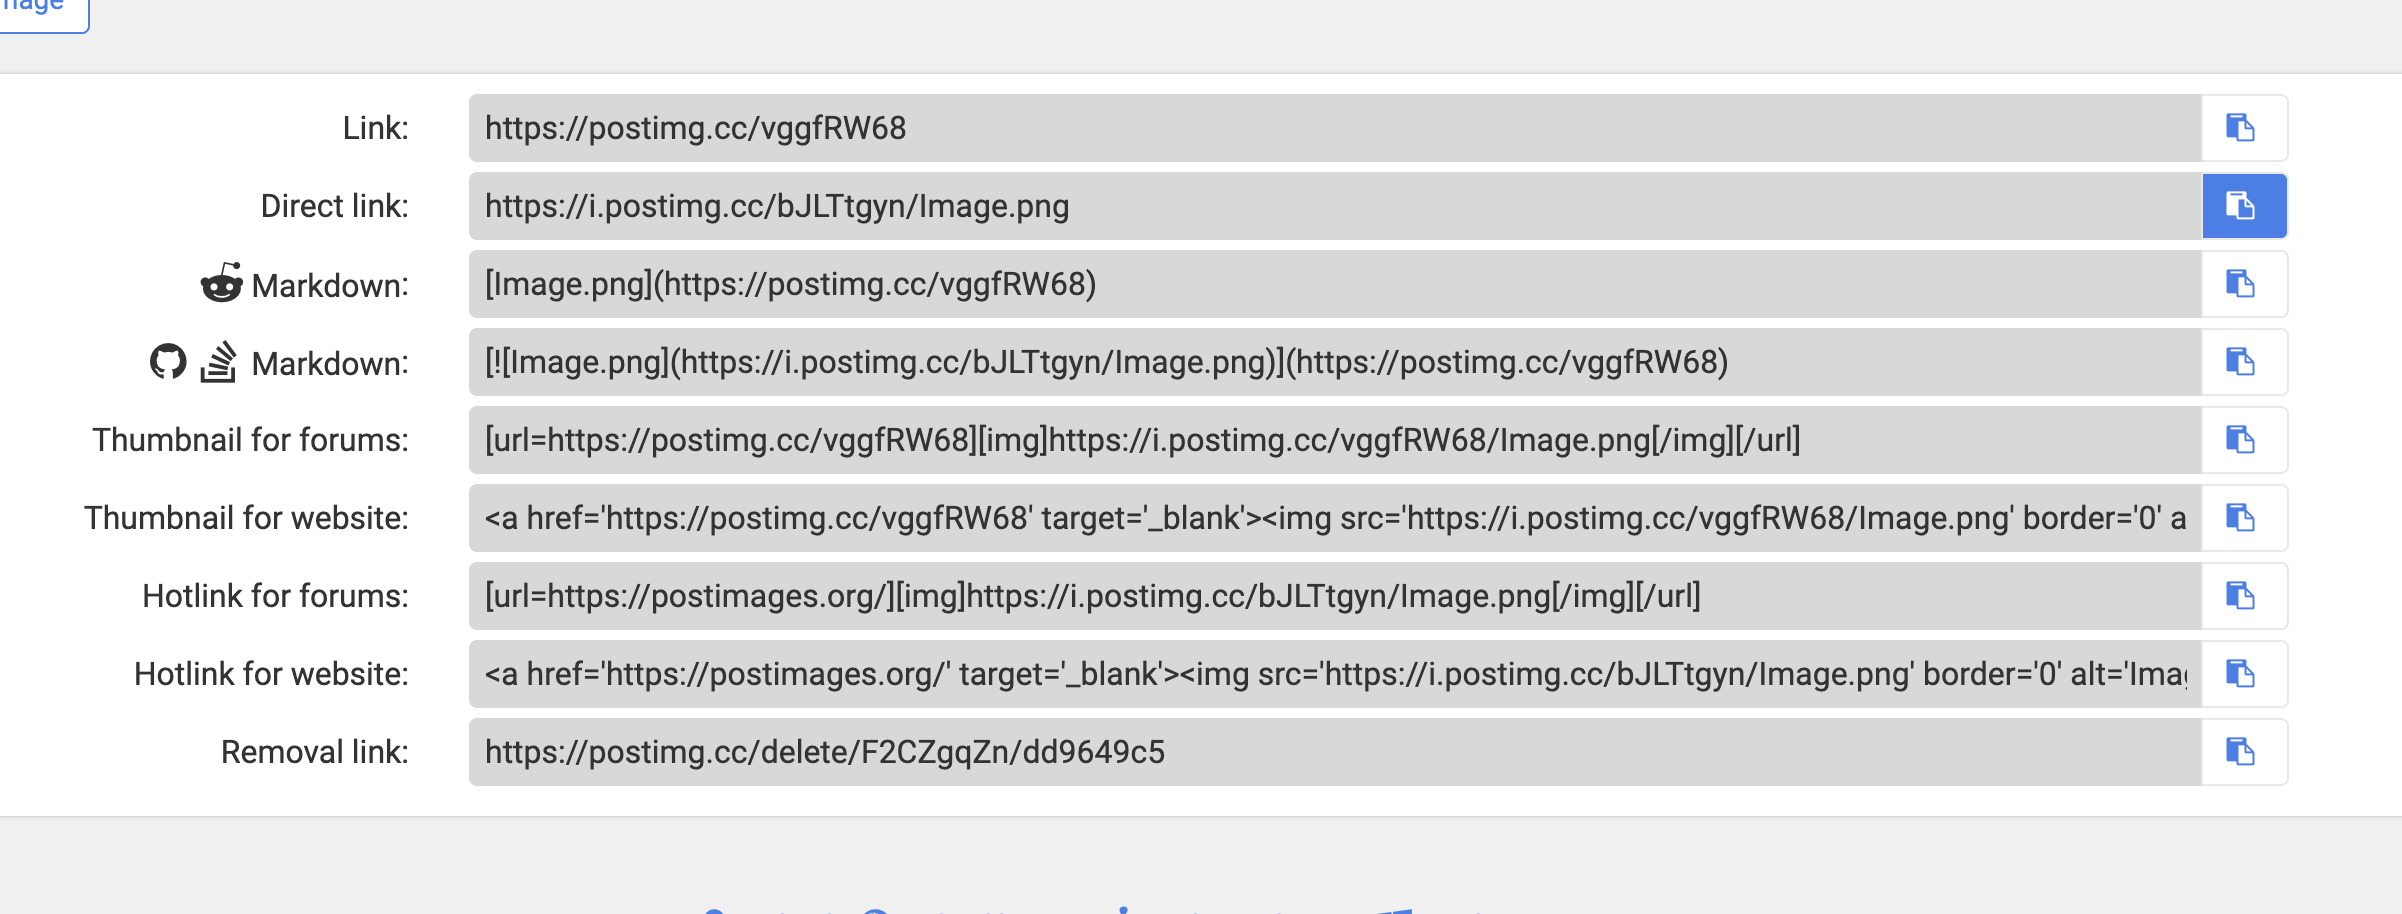 Link: https://postimg.cc/vggfRW68
Direct link: https://i.postimg.cc/bJLTtgyn/Image.png
Markdown: [Image.png](https://postimg.cc/vggfRW68)
Markdown: [![Image.png](https://i.postimg.cc/bJLTtgyn/Image.png)](https://postimg.cc/vggfRW68)
Thumbnail for forums: [url=https://postimg.cc/vggfRW68][img]https://i.postimg.cc/vggfRW68/Image.png[/img][/url]
Thumbnail for website: <a href='https://postimg.cc/vggfRW68' target='_blank'><img src='https://i.postimg.cc/vggfRW68/Image.png' border='0' a
Hotlink for forums: [url=https://postimages.org/][img]https://i.postimg.cc/bJLTtgyn/Image.png[/img][/url]
Hotlink for website: <a href='https://postimages.org/' target='_blank'><img src='https://i.postimg.cc/bJLTtgyn/Image.png' border='0' alt='Imag
Removal link: https://postimg.cc/delete/F2CZgqZn/dd9649c5